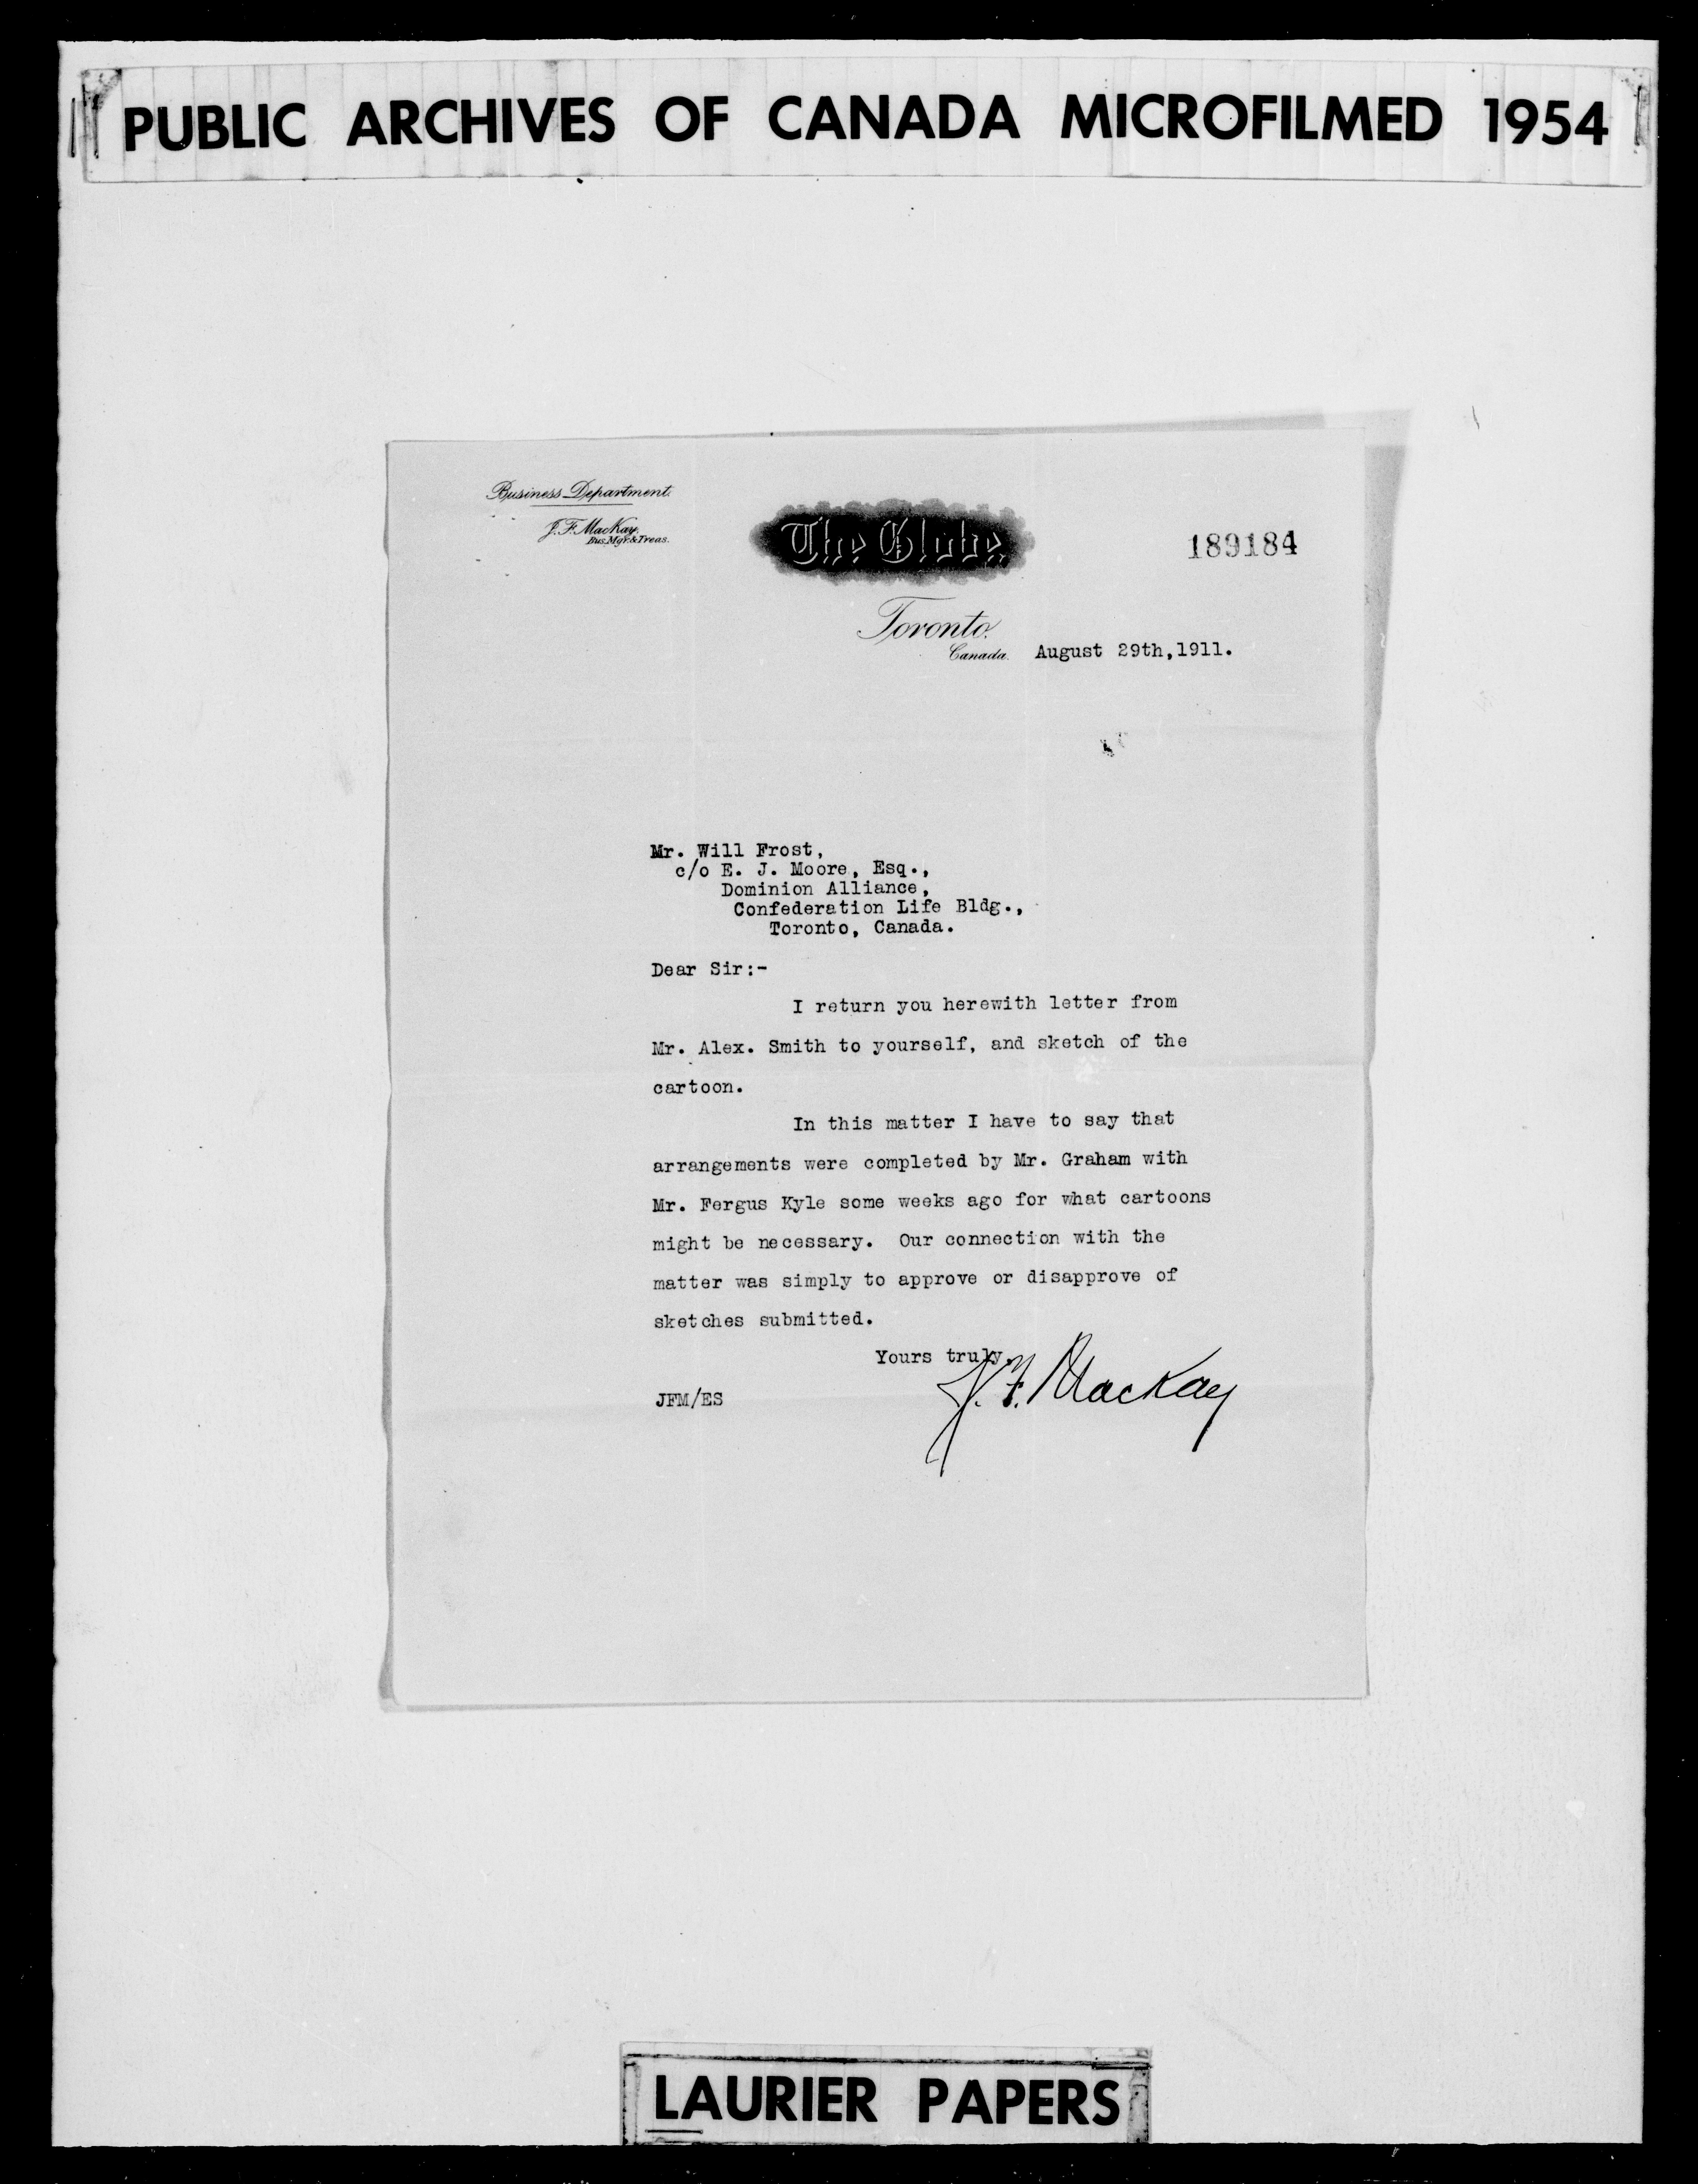 PUBLIC ARCHIVES OF CANADA MICROFILMED 1954
Business Department.
J. F. MacKay.
Bus. Mgr. & Treas.
The Globe.
189184
Toronto.
Canada. August 29th, 1911.
Mr. Will Frost,
c/o E. J. Moore, Esq.,
Dominion Alliance,
Confederation Life Bldg.,
Toronto, Canada.
Dear Sir:-
I return you herewith letter from
Mr. Alex. Smith to yourself, and sketch of the
cartoon.
In this matter I have to say that
arrangements were completed by Mr. Graham with
Mr. Fergus Kyle some weeks ago for what cartoons
might be necessary. Our connection with the
matter was simply to approve or disapprove of
sketches submitted.
Yours truly,
J. F. MacKay
JFM/ES
LAURIER PAPERS